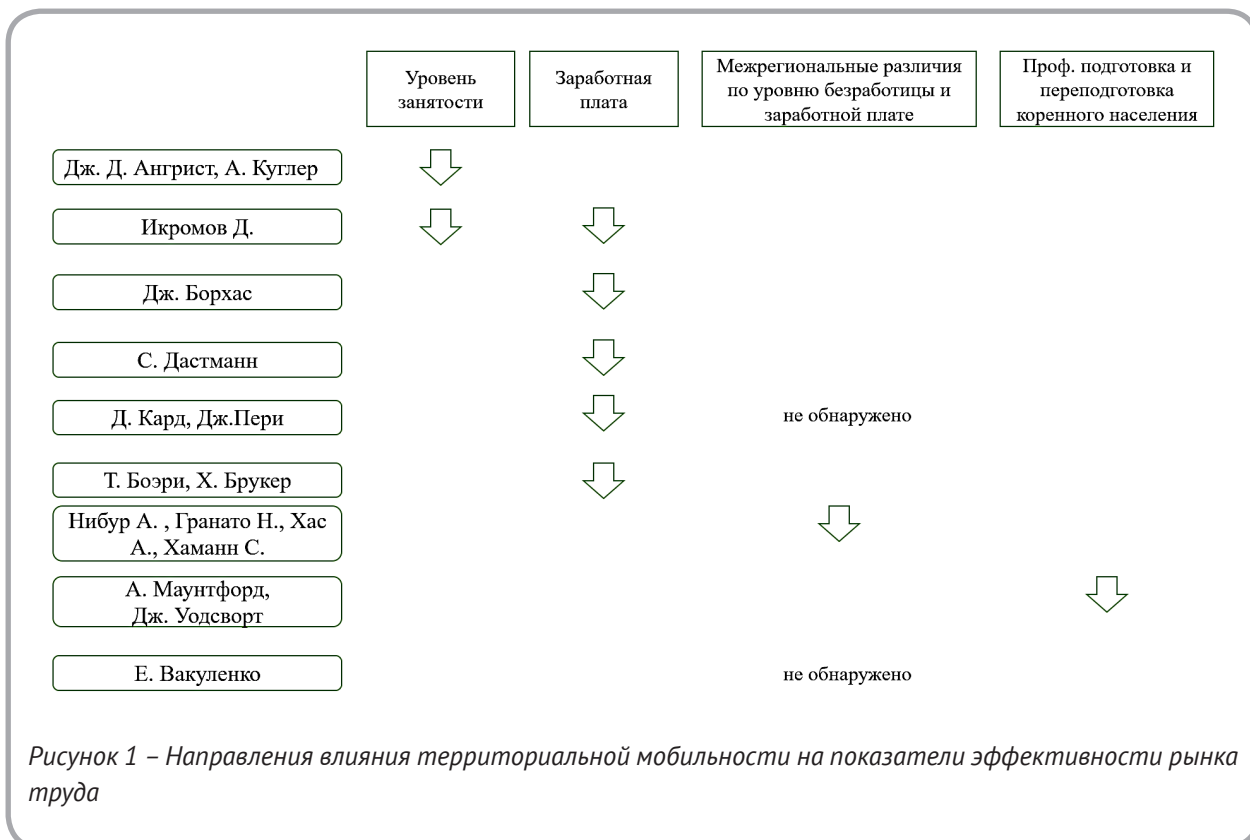 Уровень
занятости
Заработная
плата
Межрегиональные различия
по уровню безработицы и
заработной плате
Проф. подготовка и
переподготовка
коренного населения
Дж. Д. Ангрист, А. Куглер
Икромов Д.
Дж. Борхас
С. Дастманн
Д. Кард, Дж.Пери
не обнаружено
Т. Боэри, Х. Брукер
Нибур А. , Гранато Н., Хас
А., Хаманн С.
А. Маунтфорд,
Дж. Уодсворт
Е. Вакуленко
не обнаружено
Рисунок 1 – Направления влияния территориальной мобильности на показатели эффективности рынка
труда